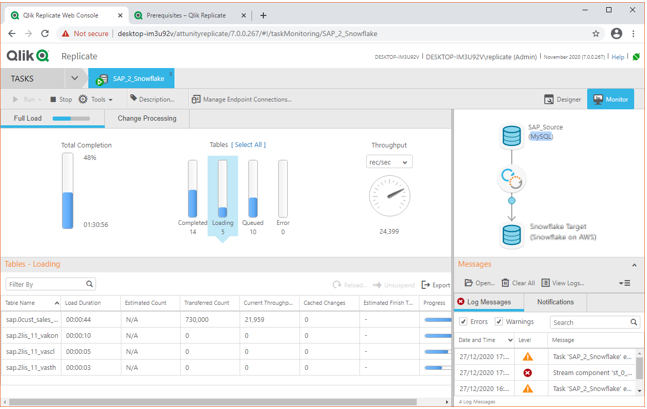 Qlik Replicate Web Console
Prerequisites – Qlik Replicate
Not secure | desktop-im3u92v/attunityreplicate/7.0.0.267/#!/taskMonitoring/SAP_2_Snowflake
Qlik Replicate
DESKTOP-IM3U92V | DESKTOP-IM3U92V\replicate (Admin) | November 2020 (7.0.0.267) | Help |
TASKS
SAP_2_Snowflake
Run Stop Tools Description... Manage Endpoint Connections...
Designer Monitor
Full Load Change Processing
Total Completion
48%
01:30:56
Tables [ Select All ]
Completed Loading Queued Error
14 5 10 0
Throughput
rec/sec
24,399
SAP_Source
(MySQL)
Snowflake Target
(Snowflake on AWS)
Tables - Loading
Filter By
Reload... Unsuspend Export
Table Name Load Duration Estimated Count Transferred Count Current Throughp... Cached Changes Estimated Finish T... Progress
sap.0cust_sales_... 00:00:44 N/A 730,000 21,959 0 -
sap.2lis_11_vakon 00:00:10 N/A 0 0 0 -
sap.2lis_11_vascl 00:00:05 N/A 0 0 0 -
sap.2lis_11_vasth 00:00:03 N/A 0 0 0 -
Messages
Open... Clear All View Logs...
Log Messages Notifications
Errors Warnings Search
Date and Time Level Message
27/12/2020 17:... Task 'SAP_2_Snowflake' e...
27/12/2020 17:... Stream component 'st_0_...
27/12/2020 16:... Task 'SAP_2_Snowflake' e...
4 Log Messages